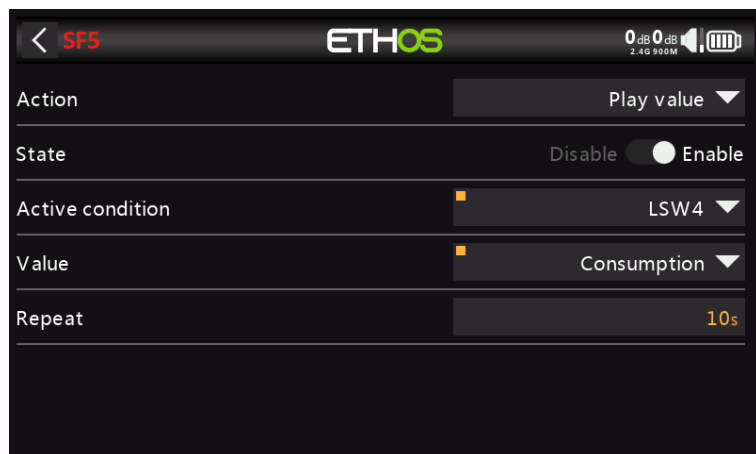 SF5 ETHOS 0dB 0dB
2.4G 900M
Action Play value
State Disable Enable
Active condition LSW4
Value Consumption
Repeat 10s